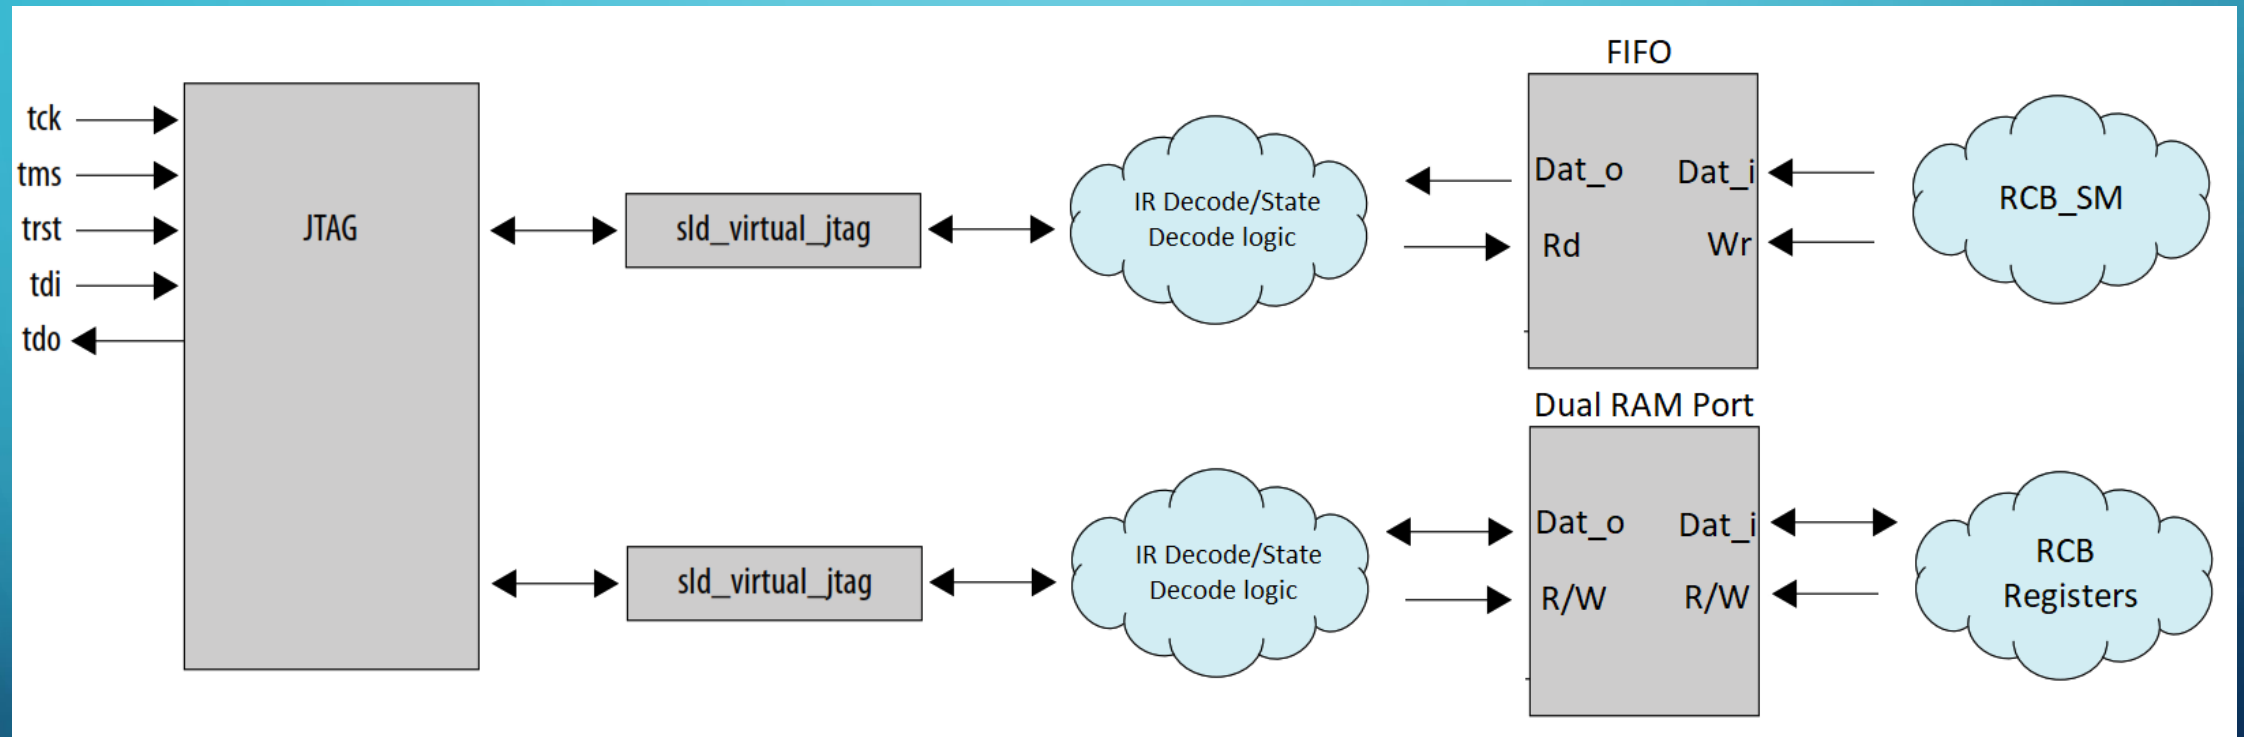 tck
tms
trst
tdi
tdo
JTAG
sld_virtual_jtag
IR Decode/State
Decode logic
FIFO
Dat_o
Dat_i
Rd
Wr
RCB_SM
sld_virtual_jtag
IR Decode/State
Decode logic
Dual RAM Port
Dat_o
Dat_i
R/W
R/W
RCB
Registers